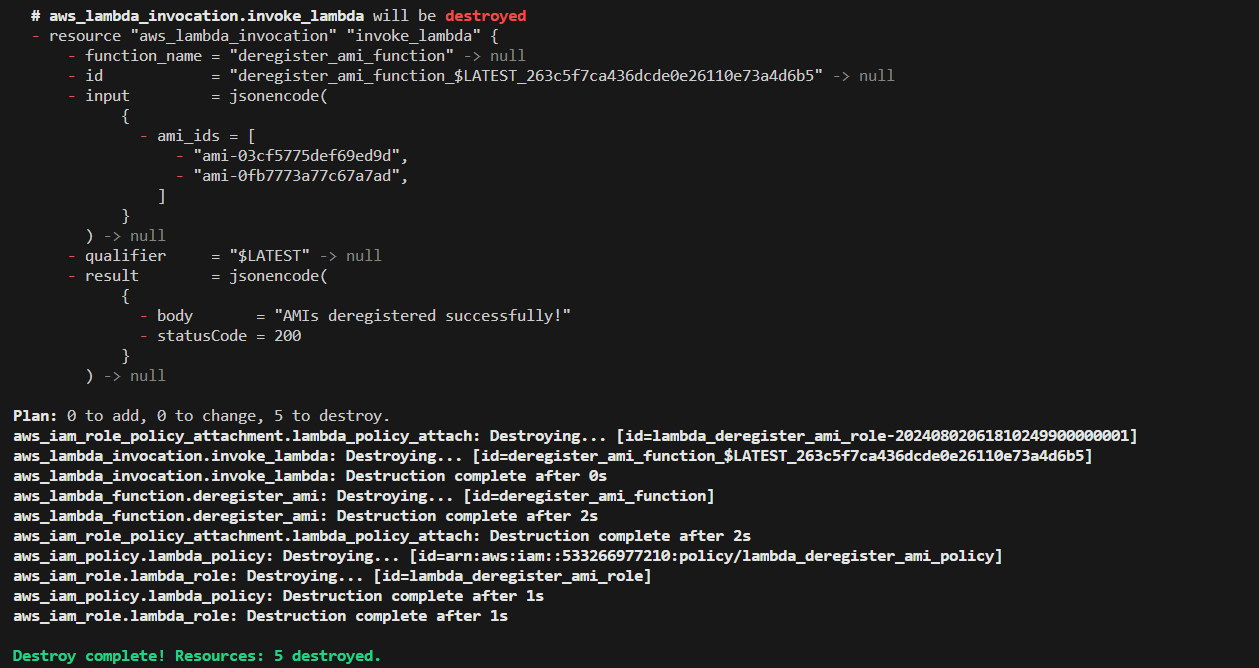 # aws_lambda_invocation.invoke_lambda will be destroyed
- resource "aws_lambda_invocation" "invoke_lambda" {
- function_name = "deregister_ami_function" -> null
- id = "deregister_ami_function_$LATEST_263c5f7ca436dcde0e26110e73a4d6b5" -> null
- input = jsonencode(
{
- ami_ids = [
- "ami-03cf5775def69ed9d",
- "ami-0fb7773a77c67a7ad",
]
}
) -> null
- qualifier = "$LATEST" -> null
- result = jsonencode(
{
- body = "AMIs deregistered successfully!"
- statusCode = 200
}
) -> null
Plan: 0 to add, 0 to change, 5 to destroy.
aws_iam_role_policy_attachment.lambda_policy_attach: Destroying... [id=lambda_deregister_ami_role-20240802061810249900000001]
aws_lambda_invocation.invoke_lambda: Destroying... [id=deregister_ami_function_$LATEST_263c5f7ca436dcde0e26110e73a4d6b5]
aws_lambda_invocation.invoke_lambda: Destruction complete after 0s
aws_lambda_function.deregister_ami: Destroying... [id=deregister_ami_function]
aws_lambda_function.deregister_ami: Destruction complete after 2s
aws_iam_role_policy_attachment.lambda_policy_attach: Destruction complete after 2s
aws_iam_policy.lambda_policy: Destroying... [id=arn:aws:iam::533266977210:policy/lambda_deregister_ami_policy]
aws_iam_role.lambda_role: Destroying... [id=lambda_deregister_ami_role]
aws_iam_policy.lambda_policy: Destruction complete after 1s
aws_iam_role.lambda_role: Destruction complete after 1s
Destroy complete! Resources: 5 destroyed.